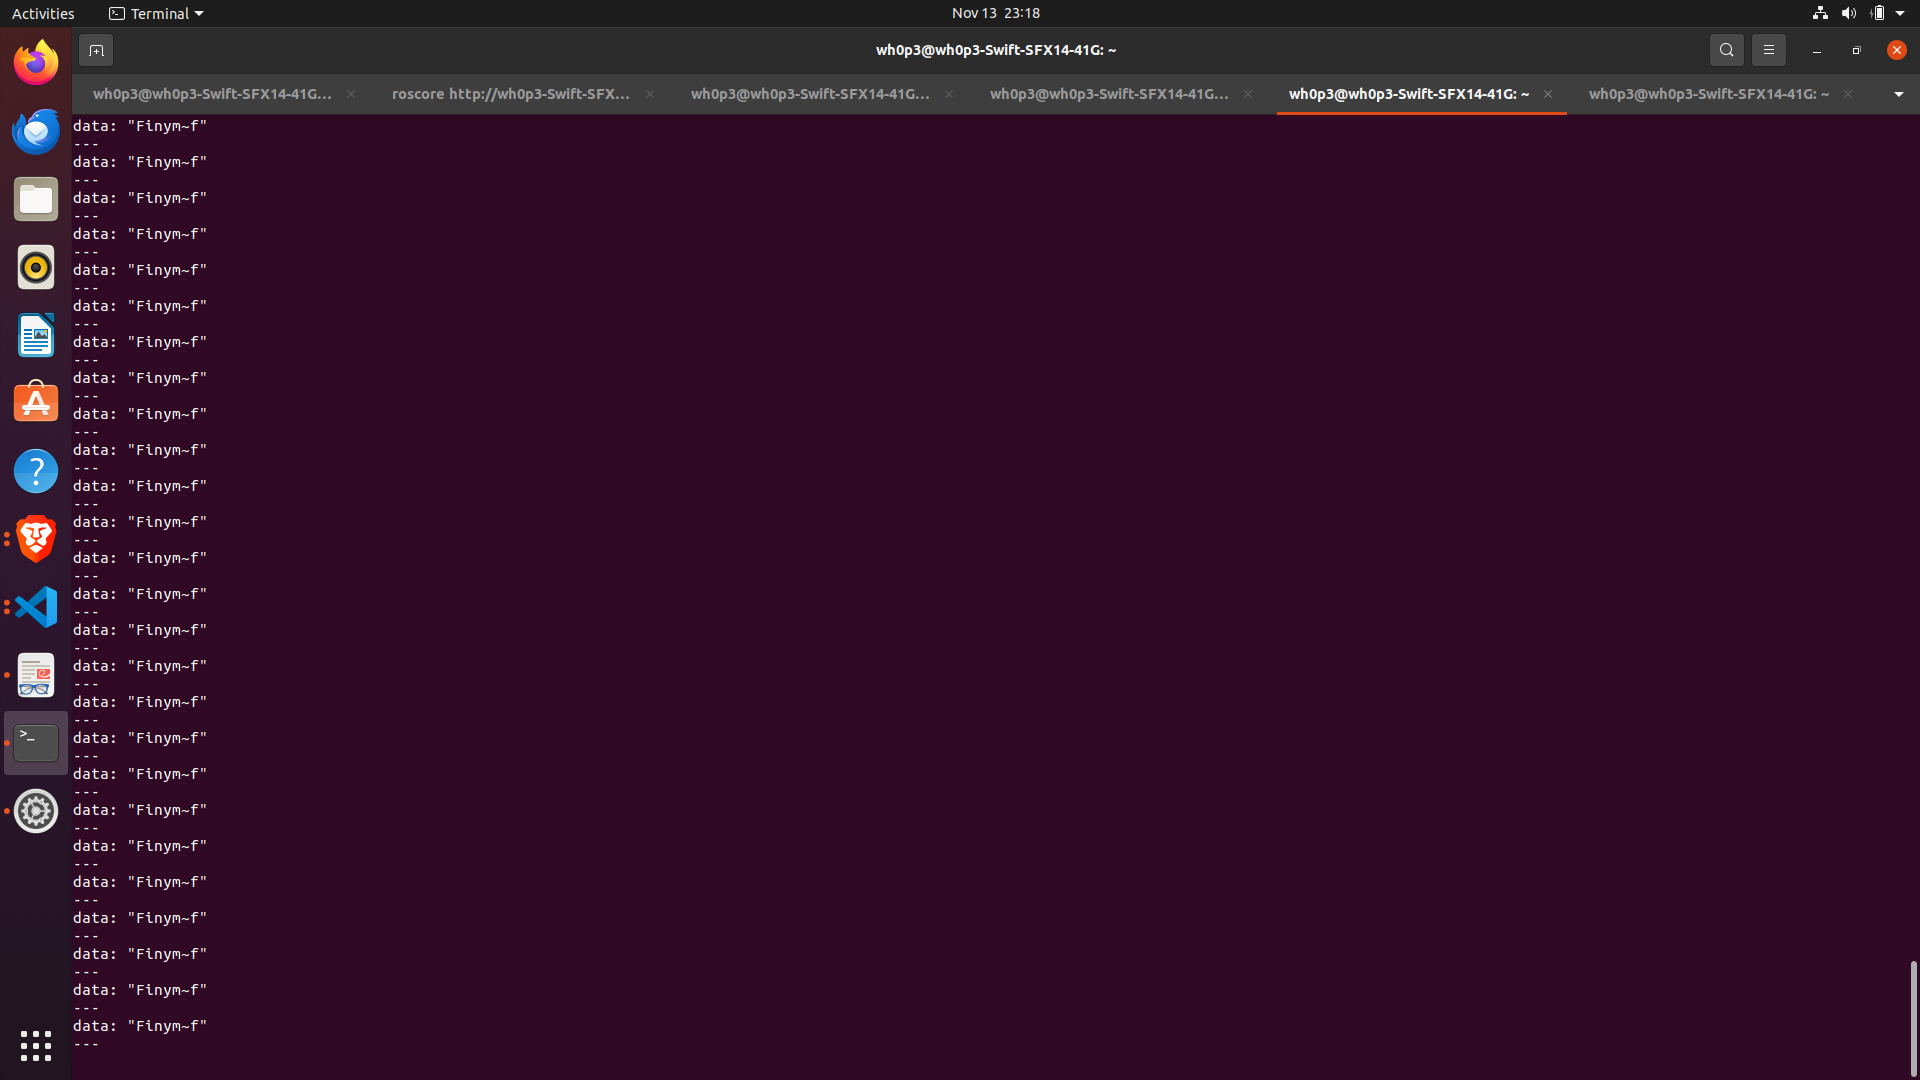 Activities Terminal Nov 13 23:18
wh0p3@wh0p3-Swift-SFX14-41G: ~
wh0p3@wh0p3-Swift-SFX14-41G... roscore http://wh0p3-Swift-SFX... wh0p3@wh0p3-Swift-SFX14-41G... wh0p3@wh0p3-Swift-SFX14-41G... wh0p3@wh0p3-Swift-SFX14-41G: ~ wh0p3@wh0p3-Swift-SFX14-41G: ~
data: "Finym~f"
---
data: "Finym~f"
---
data: "Finym~f"
---
data: "Finym~f"
---
data: "Finym~f"
---
data: "Finym~f"
---
data: "Finym~f"
---
data: "Finym~f"
---
data: "Finym~f"
---
data: "Finym~f"
---
data: "Finym~f"
---
data: "Finym~f"
---
data: "Finym~f"
---
data: "Finym~f"
---
data: "Finym~f"
---
data: "Finym~f"
---
data: "Finym~f"
---
data: "Finym~f"
---
data: "Finym~f"
---
data: "Finym~f"
---
data: "Finym~f"
---
data: "Finym~f"
---
data: "Finym~f"
---
data: "Finym~f"
---
data: "Finym~f"
---
data: "Finym~f"
---